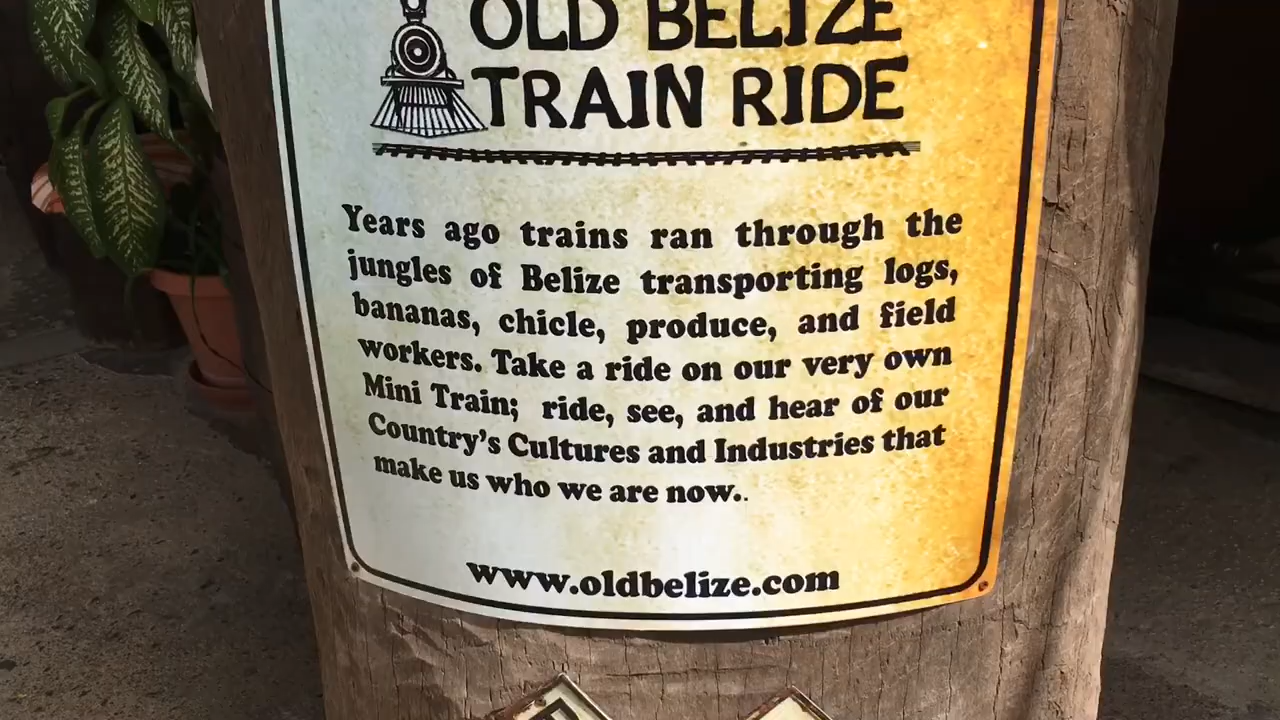 OLD BELIZE
TRAIN RIDE
Years ago trains ran through the
jungles of Belize transporting logs,
bananas, chicle, produce, and field
workers. Take a ride on our very own
Mini Train; ride, see, and hear of our
Country's Cultures and Industries that
make us who we are now..
www.oldbelize.com